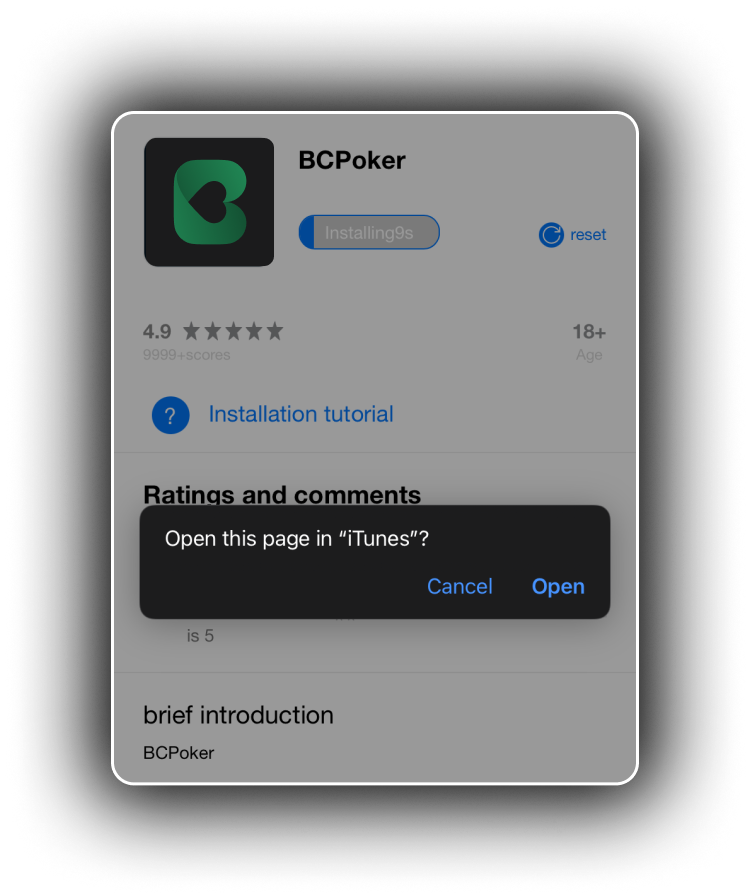 BCPoker
Installing9s
reset
4.9
18+
9999+scores
Age
? Installation tutorial
Ratings and comments
Open this page in “iTunes”?
Cancel Open
is 5
brief introduction
BCPoker